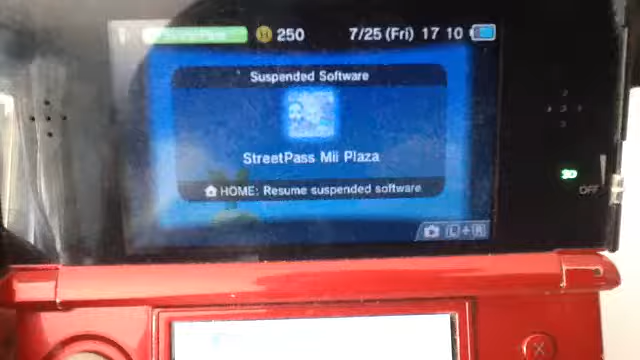 250 7/25 (Fri) 17 10
Suspended Software
StreetPass Mii Plaza
HOME: Resume suspended software
L+R
3D
OFF
X